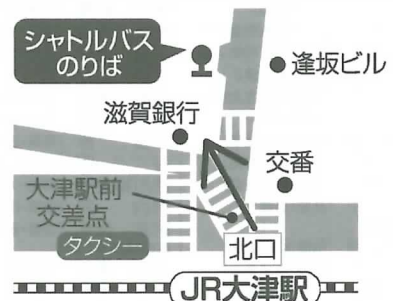 シャトルバス
のりば
逢坂ビル
滋賀銀行
交番
大津駅前
交差点
タクシー
北口
JR大津駅